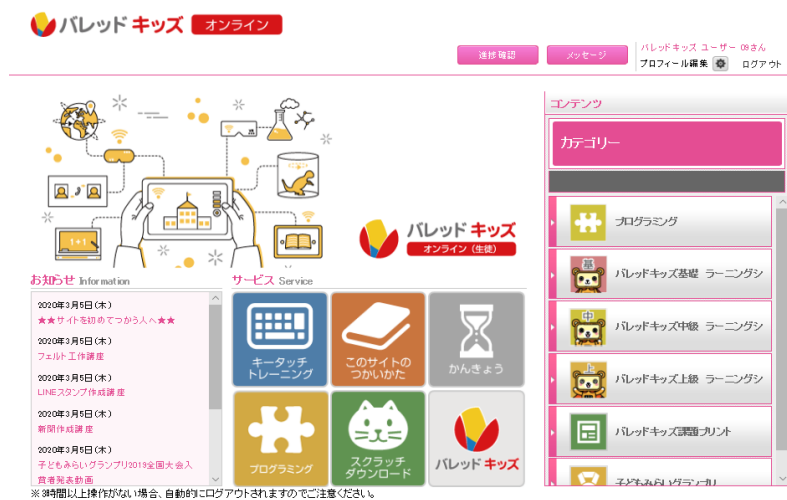 バレッド キッズ オンライン
進捗確認
メッセージ
バレッドキッズ ユーザー 09さん
プロフィール編集
ログアウト
1+1
バレッド キッズ
オンライン（生徒）
お知らせ Information
2020年3月5日(木)
★★サイトを初めてつかう人へ★★
2020年3月5日(木)
フェルト工作講座
2020年3月5日(木)
LINEスタンプ作成講座
2020年3月5日(木)
新聞作成講座
2020年3月5日(木)
子どもみらいグランプリ2019全国大会入
賞者発表動画
サービス Service
キータッチ
トレーニング
このサイトの
つかいかた
かんきょう
プログラミング
スクラッチ
ダウンロード
バレッド キッズ
コンテンツ
カテゴリー
プログラミング
基
バレッドキッズ基礎 ラーニングシ
中
バレッドキッズ中級 ラーニングシ
上
バレッドキッズ上級 ラーニングシ
バレッドキッズ課題プリント
子どもみらいグランプリ
※3時間以上操作がない場合、自動的にログアウトされますのでご注意ください。